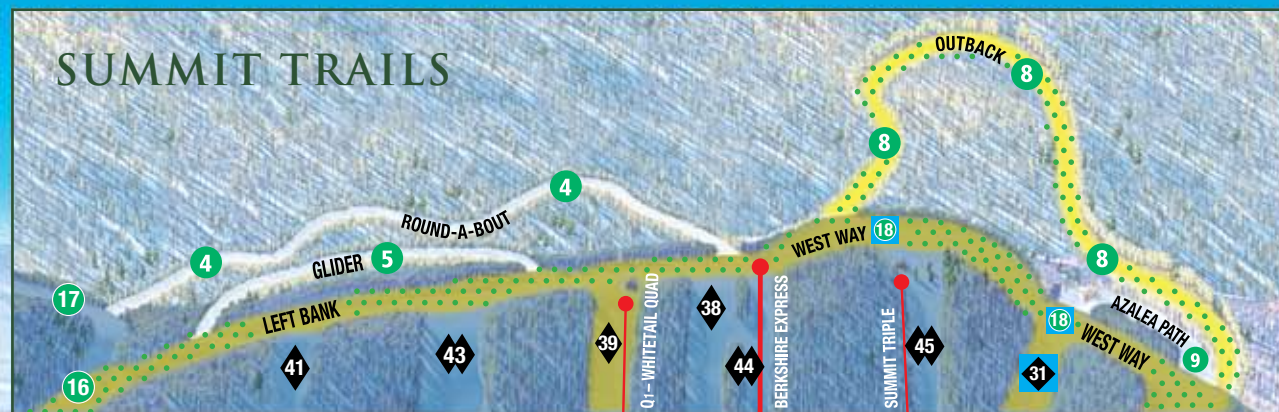 SUMMIT TRAILS
OUTBACK
8
8
4
ROUND-A-BOUT
WEST WAY
18
4
GLIDER
5
8
17
LEFT BANK
Q1 – WHITETAIL QUAD
38
BERKSHIRE EXPRESS
SUMMIT TRIPLE
AZALEA PATH
18
WEST WAY
39
43
45
9
41
44
31
16